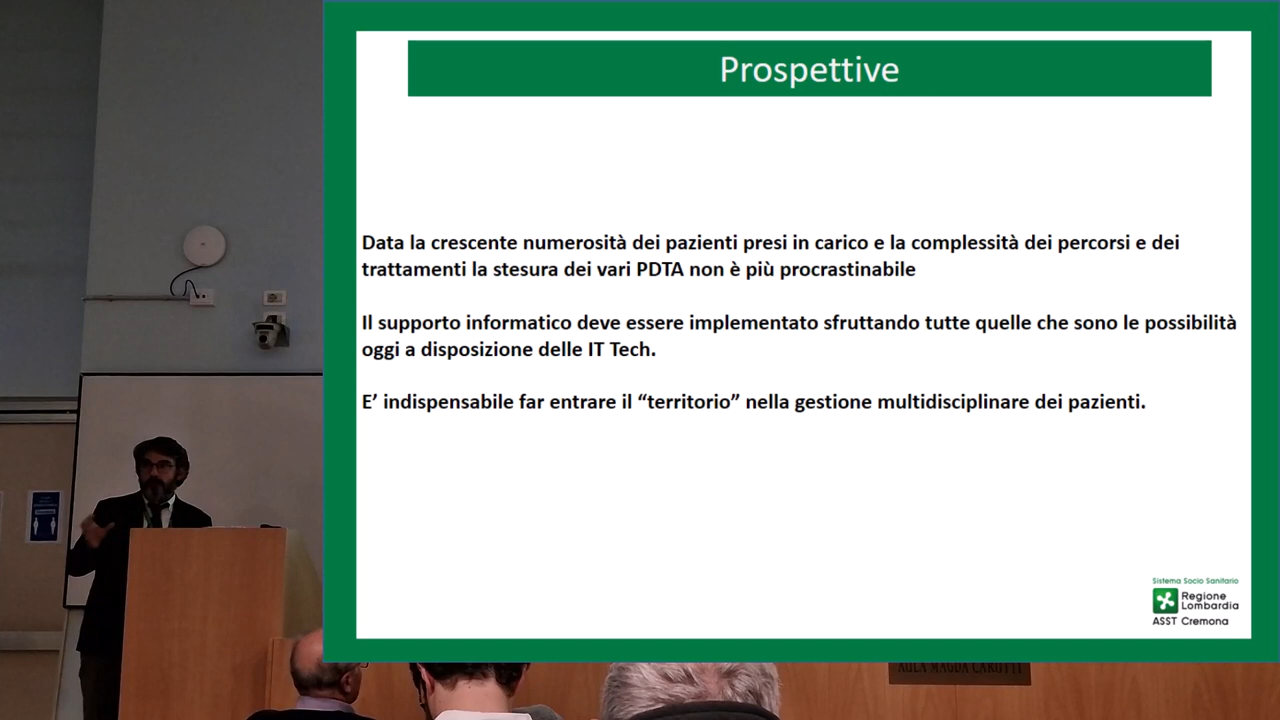 Prospettive
Data la crescente numerosità dei pazienti presi in carico e la complessità dei percorsi e dei
trattamenti la stesura dei vari PDTA non è più procrastinabile
Il supporto informatico deve essere implementato sfruttando tutte quelle che sono le possibilità
oggi a disposizione delle IT Tech.
E’ indispensabile far entrare il “territorio” nella gestione multidisciplinare dei pazienti.
Sistema Socio Sanitario
Regione
Lombardia
ASST Cremona
AULA MAGDA CAROTTI